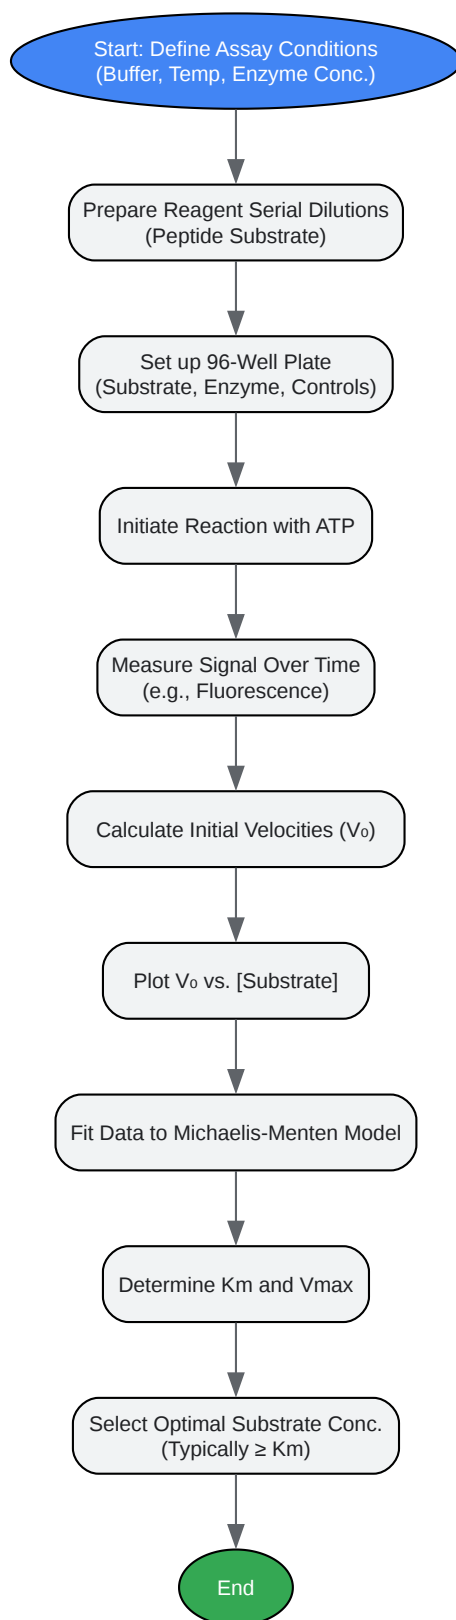 Start: Define Assay Conditions
(Buffer, Temp, Enzyme Conc.)
Prepare Reagent Serial Dilutions
(Peptide Substrate)
Set up 96-Well Plate
(Substrate, Enzyme, Controls)
Initiate Reaction with ATP
Measure Signal Over Time
(e.g., Fluorescence)
Calculate Initial Velocities (V₀)
Plot V₀ vs. [Substrate]
Fit Data to Michaelis-Menten Model
Determine Km and Vmax
Select Optimal Substrate Conc.
(Typically ≥ Km)
End